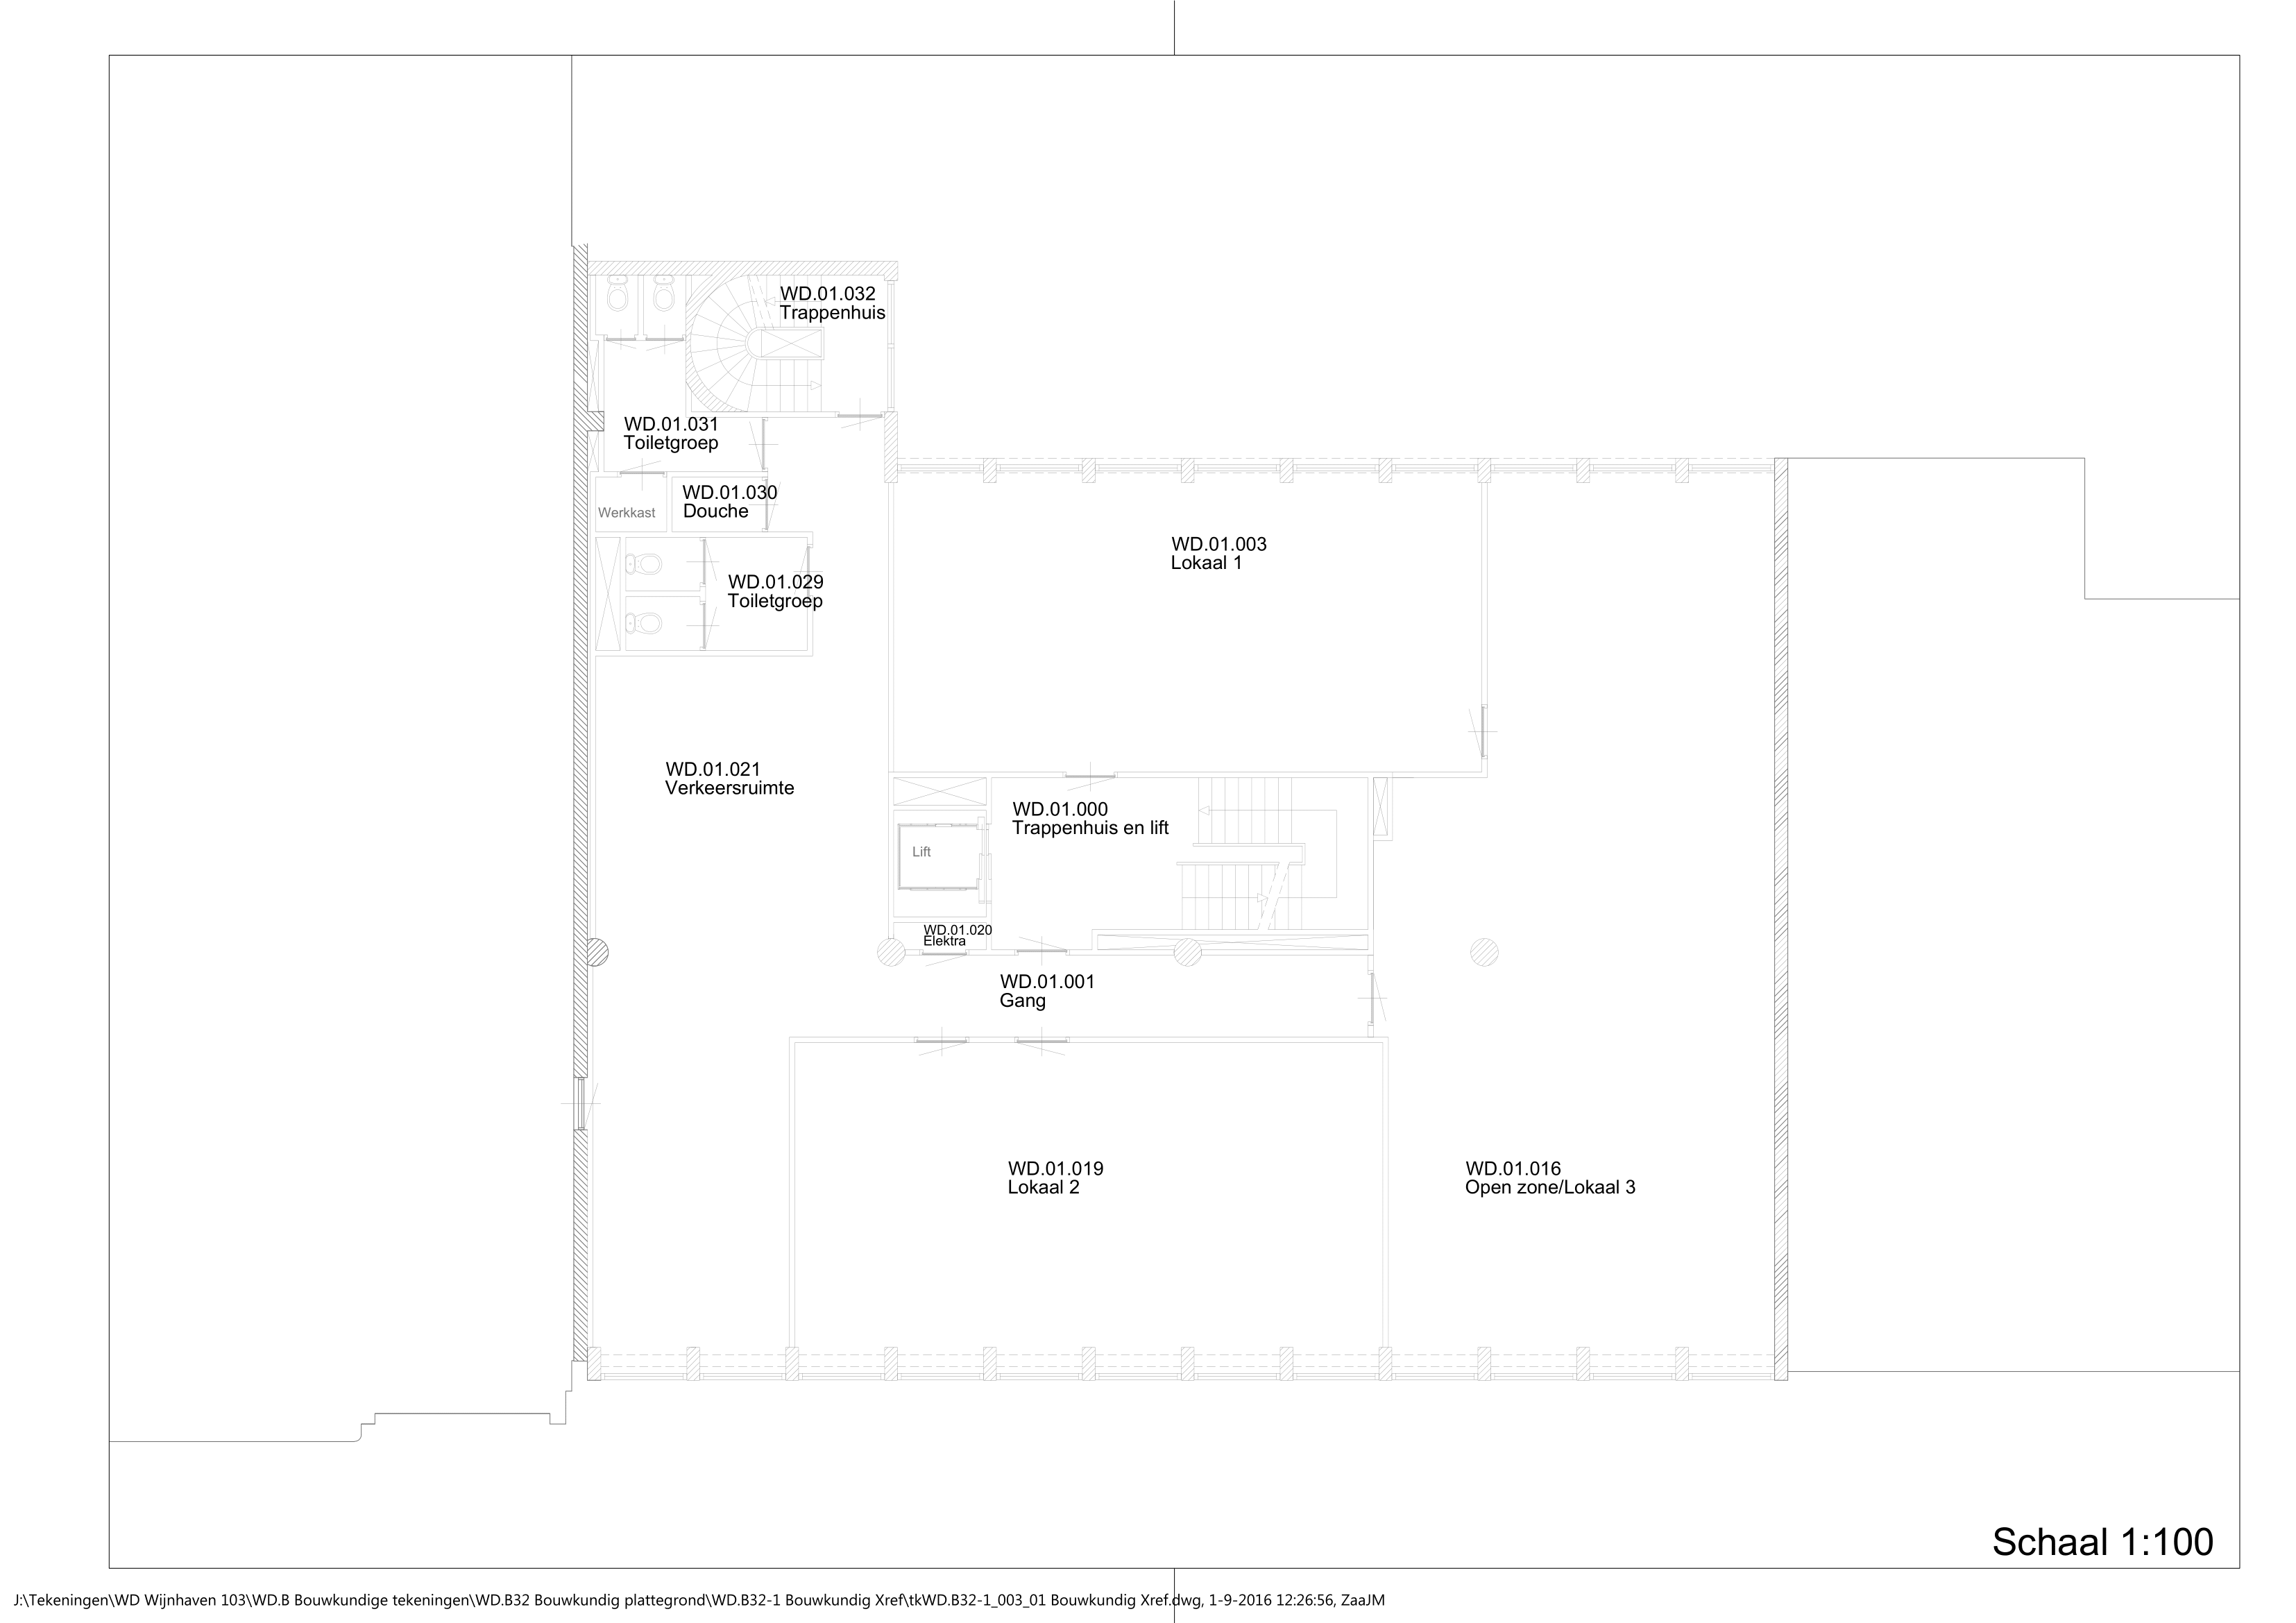 WD.01.032
Trappenhuis
WD.01.031
Toiletgroep
WD.01.030
Douche
Werkkast
WD.01.003
Lokaal 1
WD.01.029
Toiletgroep
WD.01.021
Verkeersruimte
WD.01.000
Trappenhuis en lift
Lift
WD.01.020
Elektra
WD.01.001
Gang
WD.01.019
Lokaal 2
WD.01.016
Open zone/Lokaal 3
Schaal 1:100
J:\Tekeningen\WD Wijnhaven 103\WD.B Bouwkundige tekeningen\WD.B32 Bouwkundig plattegrond\WD.B32-1 Bouwkundig Xref\tkWD.B32-1_003_01 Bouwkundig Xref.dwg, 1-9-2016 12:26:56, ZaaJM